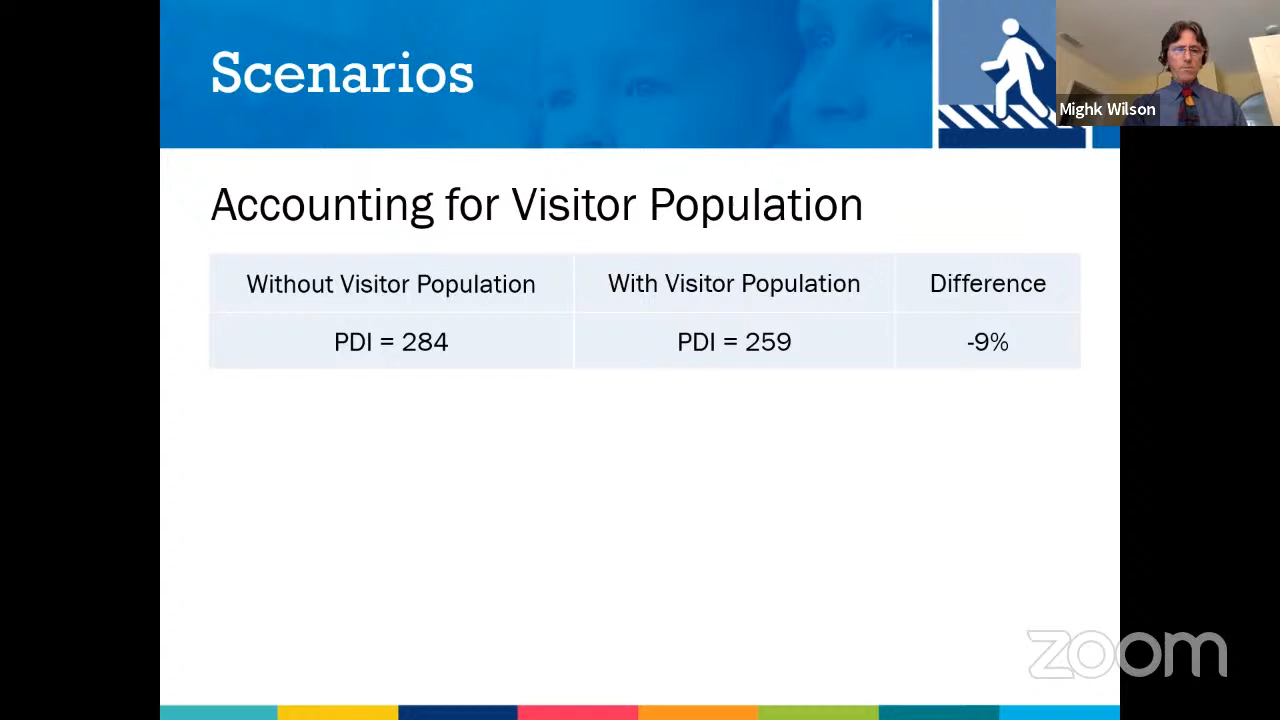 Scenarios
Mighk Wilson
Accounting for Visitor Population
Without Visitor Population With Visitor Population Difference
PDI = 284 PDI = 259 -9%
zoom